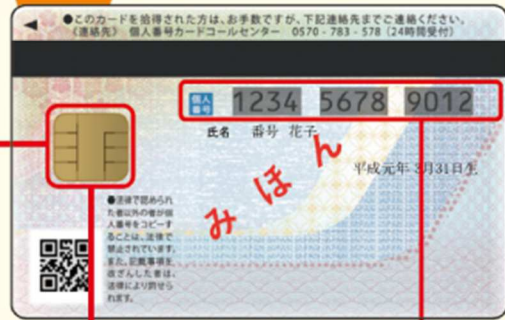 ●このカードを拾得された方は、お手数ですが、下記連絡先までご連絡ください。
《連絡先》 個人番号カードコールセンター 0570-783-578(24時間受付)
個人番号 1234 5678 9012
氏名 番号 花子
平成元年 3月31日生
みほん
●法律で認められ
た者以外の者が個
人番号をコピーす
ることは、法律で
禁止されています。
また、記載事項を
改ざんした者は、
法律により罰せら
れます。